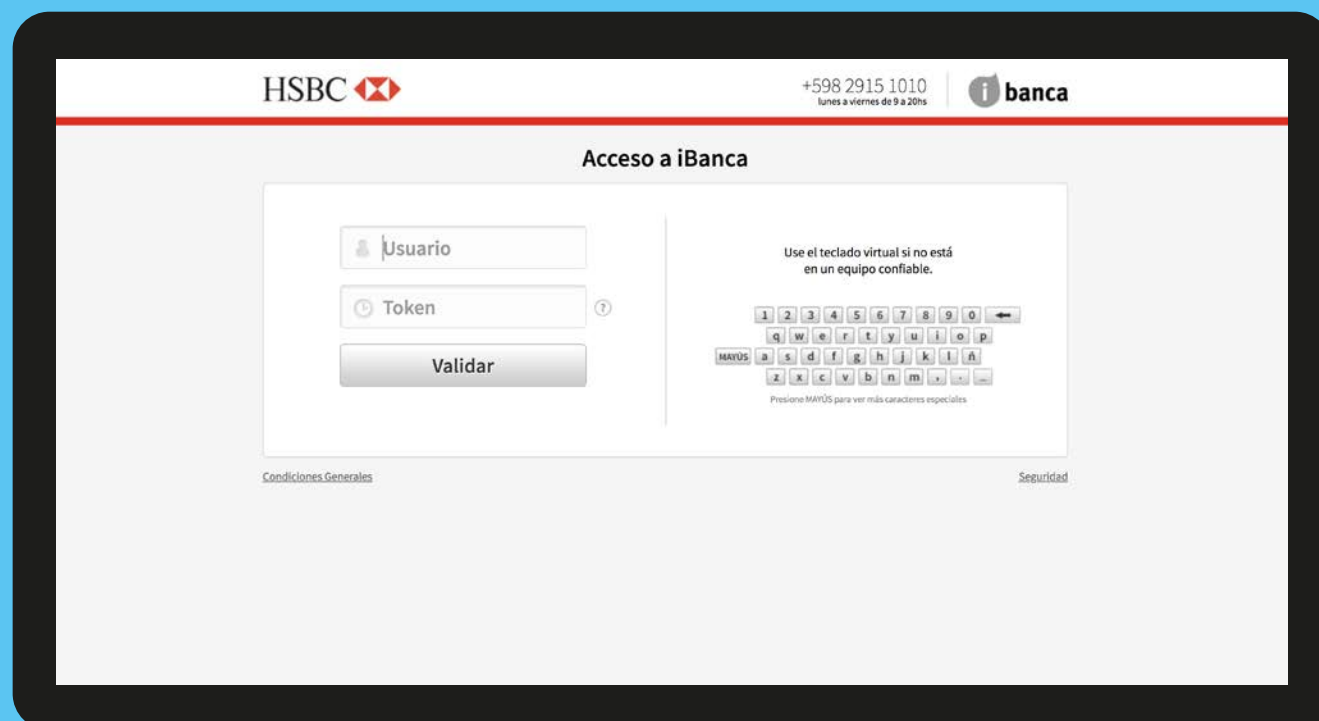 HSBC
+598 2915 1010
lunes a viernes de 9 a 20hs
i banca
Acceso a iBanca
Usuario
Token
?
Validar
Use el teclado virtual si no está
en un equipo confiable.
1 2 3 4 5 6 7 8 9 0
q w e r t y u i o p
MAYÚS a s d f g h j k l ñ
z x c v b n m , . _
Presione MAYÚS para ver más caracteres especiales
Condiciones Generales
Seguridad